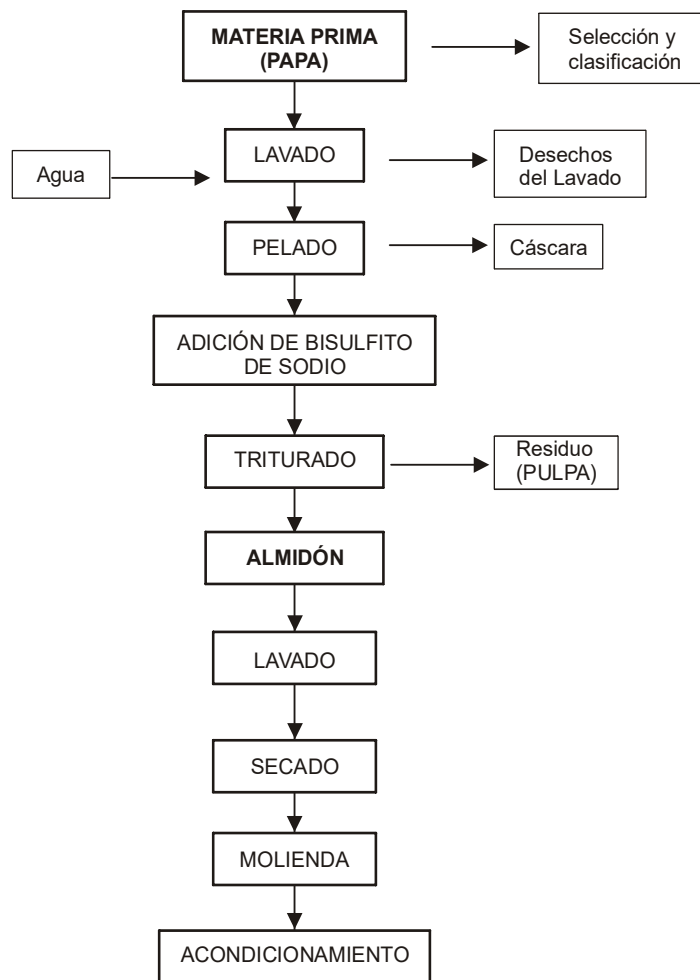 MATERIA PRIMA
(PAPA)
Selección y
clasificación
LAVADO
Agua
Desechos
del Lavado
PELADO
Cáscara
ADICIÓN DE BISULFITO
DE SODIO
TRITURADO
Residuo
(PULPA)
ALMIDÓN
LAVADO
SECADO
MOLIENDA
ACONDICIONAMIENTO